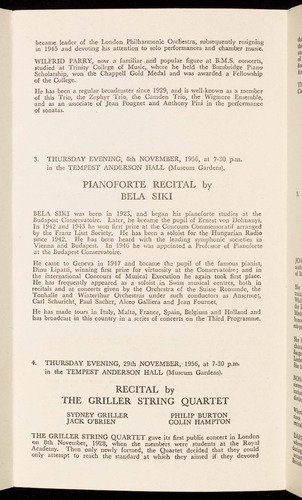 became leader of the London Philharmonic Orchestra, subsequently resigning
in 1945 and devoting his attention to solo performances and chamber music.
WILFRID PARRY, now a familiar and popular figure at B.M.S. concerts,
studied at Trinity College of Music, where he held the Bambridge Piano
Scholarship, won the Chappell Gold Medal and was awarded a Fellowship
of the College.
He has been a regular broadcaster since 1929, and is well-known as a member
of this Trio, the Zephyr Trio, the Camden Trio, the Wigmore Ensemble,
and as an associate of Jean Pougnet and Anthony Pini in the performance
of sonatas.
3. THURSDAY EVENING, 8th NOVEMBER, 1956, at 7-30 p.m.
in the TEMPEST ANDERSON HALL (Museum Gardens).
PIANOFORTE RECITAL by
BELA SIKI
BELA SIKI was born in 1923, and began his pianoforte studies at the
Budapest Conservatoire. Later, he became the pupil of Ernest von Dohnanyi.
In 1942 and 1943 he won first prize at the Concours Commemoratif arranged
by the Franz Liszt Society. He has been a soloist for the Hungarian Radio
since 1942. He has been heard with the leading symphonic societies in
Vienna and Budapest. In 1946 he was appointed a Professor of Pianoforte
at the Budapest Conservatoire.
He came to Geneva in 1947 and became the pupil of the famous pianist,
Dinu Lipatti, winning first prize for virtuosity at the Conservatoire; and in
the international Concours of Musical Execution he again took first place.
He has frequently appeared as a soloist in Swiss musical centres, both in
recitals and at concerts given by the Orchestra of the Suisse Romande, the
Tonhalle and Winterthur Orchestras under such conductors as Ansermet,
Carl Schuricht, Paul Sacher, Alceo Galliera and Jean Fournet.
He has made tours in Italy, Malta, France, Spain, Belgium and Holland and
has broadcast in this country in a series of concerts on the Third Programme.
4. THURSDAY EVENING, 29th NOVEMBER, 1956, at 7-30 p.m.
in the TEMPEST ANDERSON HALL (Museum Gardens).
RECITAL by
THE GRILLER STRING QUARTET
SYDNEY GRILLER PHILIP BURTON
JACK O'BRIEN COLIN HAMPTON
THE GRILLER STRING QUARTET gave its first public concert in London
on 8th November, 1928, when the members were students at the Royal
Academy. Then only newly formed, the Quartet decided that they could
only attempt to reach the standard at which they aimed if they devoted